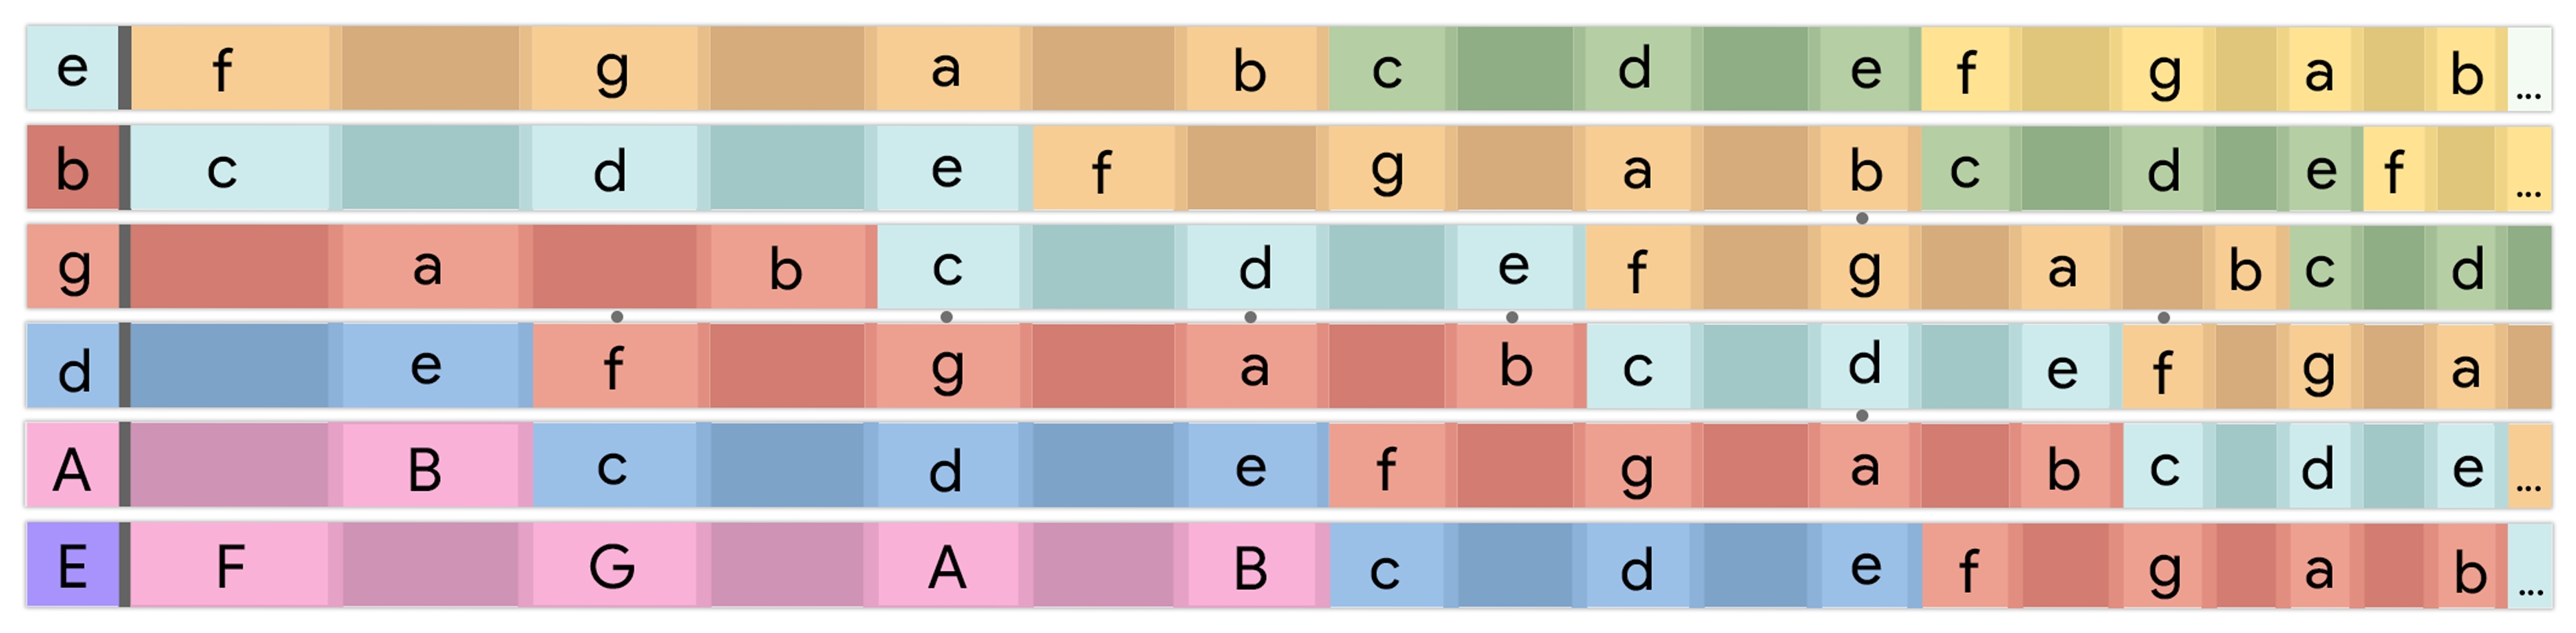 e f g a b c d e f g a b ...
b c d e f g a b c d e f ...
g a b c d e f g a b c d
d e f g a b c d e f g a
A B c d e f g a b c d e ...
E F G A B c d e f g a b ...